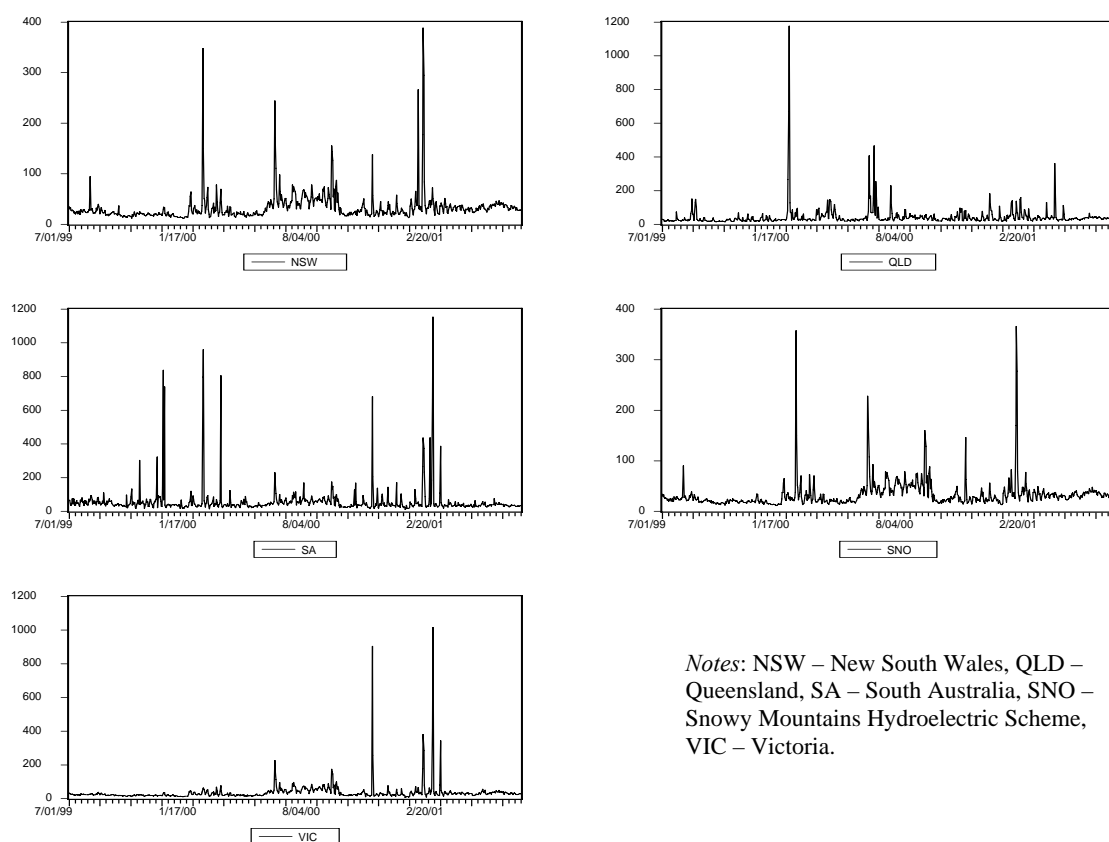 400
300
200
100
0
7/01/99 1/17/00 8/04/00 2/20/01
NSW
1200
1000
800
600
400
200
0
7/01/99 1/17/00 8/04/00 2/20/01
QLD
1200
1000
800
600
400
200
0
7/01/99 1/17/00 8/04/00 2/20/01
SA
400
300
200
100
0
7/01/99 1/17/00 8/04/00 2/20/01
SNO
1200
1000
800
600
400
200
0
7/01/99 1/17/00 8/04/00 2/20/01
VIC
Notes: NSW – New South Wales, QLD –
Queensland, SA – South Australia, SNO –
Snowy Mountains Hydroelectric Scheme,
VIC – Victoria.